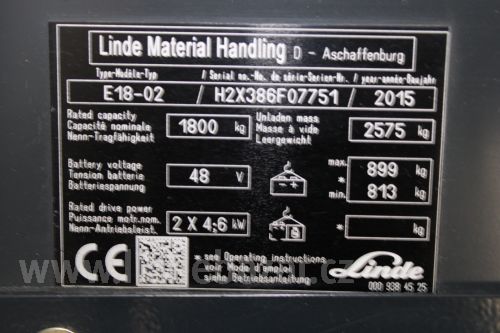 Linde Material Handling D - Aschaffenburg
Type-Modèle-Typ / Serial no.-No. de série-Serien-Nr. / year-année-Baujahr
E18-02 / H2X386F07751 / 2015
Rated capacity
Capacité nominale
Nenn-Tragfähigkeit
1800 kg
Unladen mass
Masse à vide
Leergewicht
2575 kg
Battery voltage
Tension batterie
Batteriespannung
48 V
max. 899 kg
*
min. 813 kg
Rated drive power
Puissance motr.nom.
Nenn-Antriebsleist.
2 X 4,6 kW
* kg
CE
* see Operating instructions
voir Mode d'emploi
siehe Betriebsanleitung
Linde
000 938 45 25